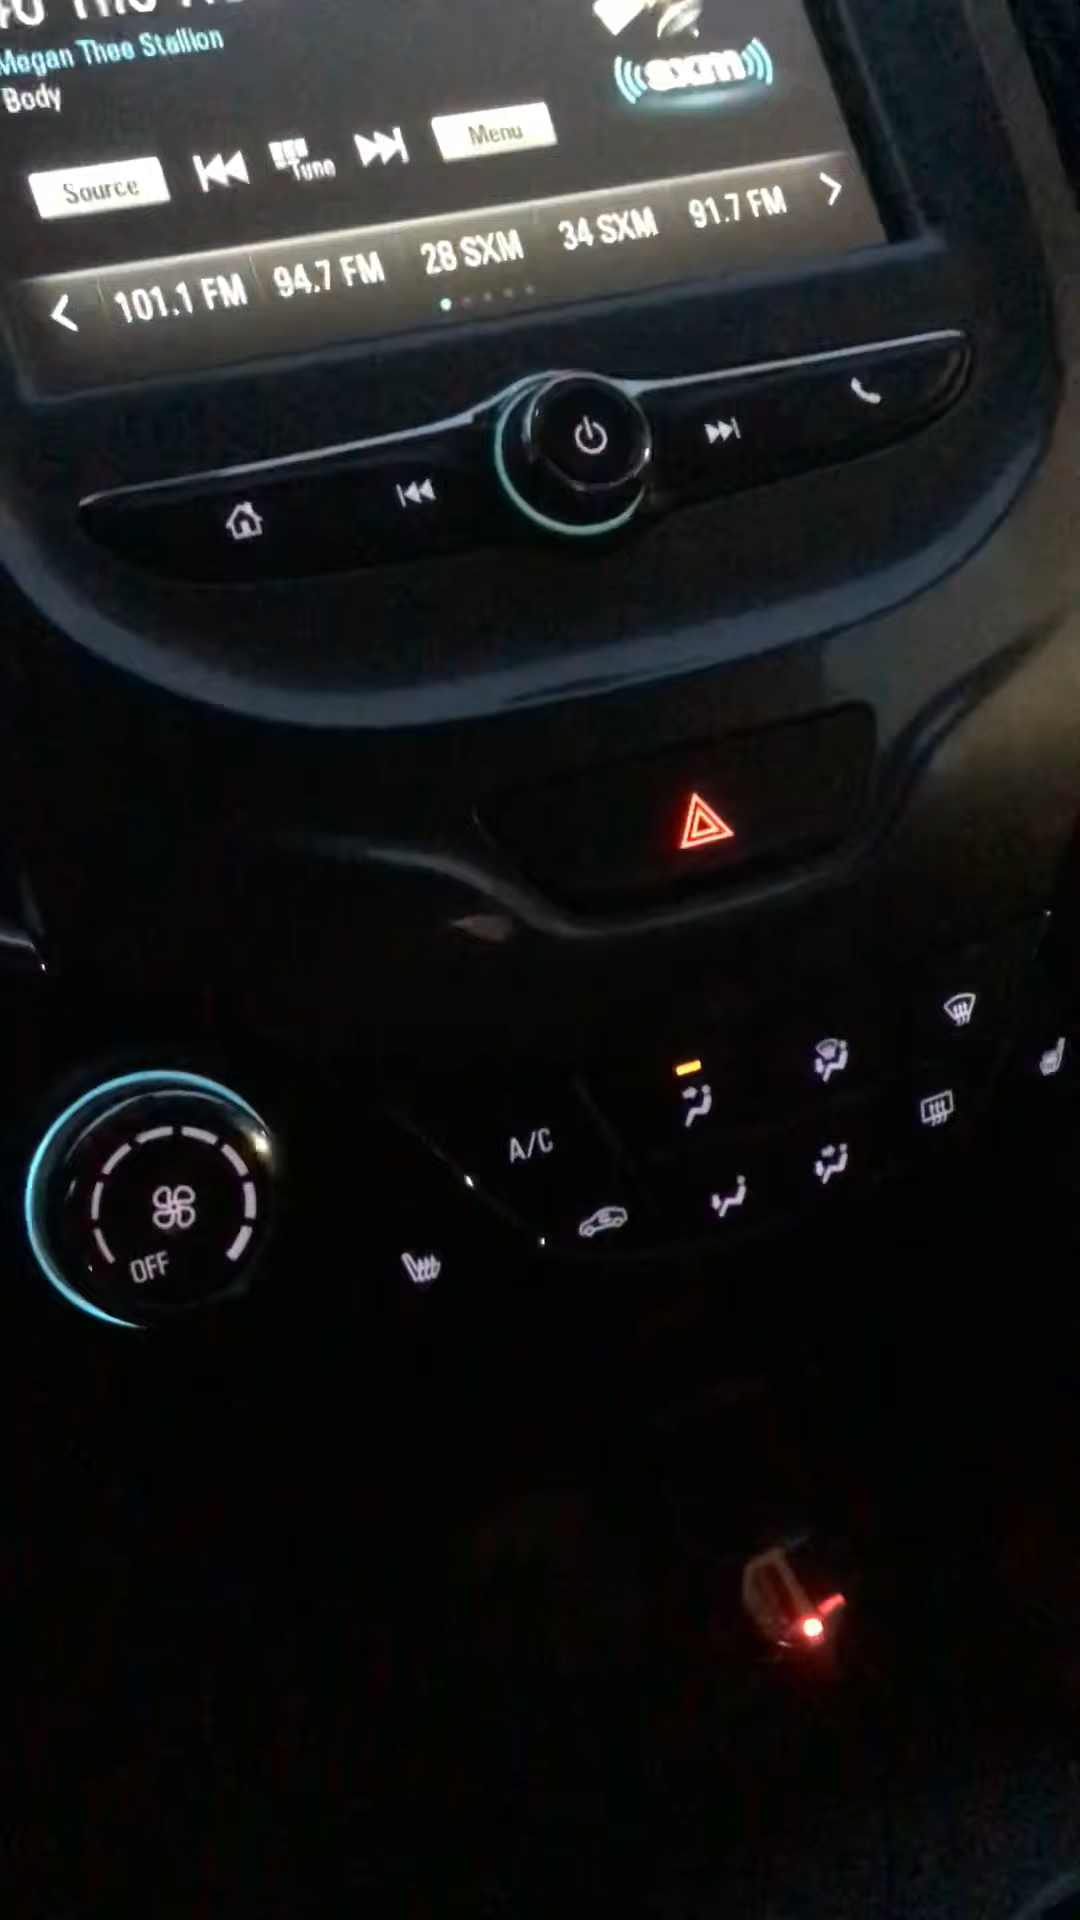 Megan Thee Stallion
Body
sxm
Source
Tune
Menu
101.1 FM 94.7 FM 28 SXM 34 SXM 91.7 FM
A/C
OFF